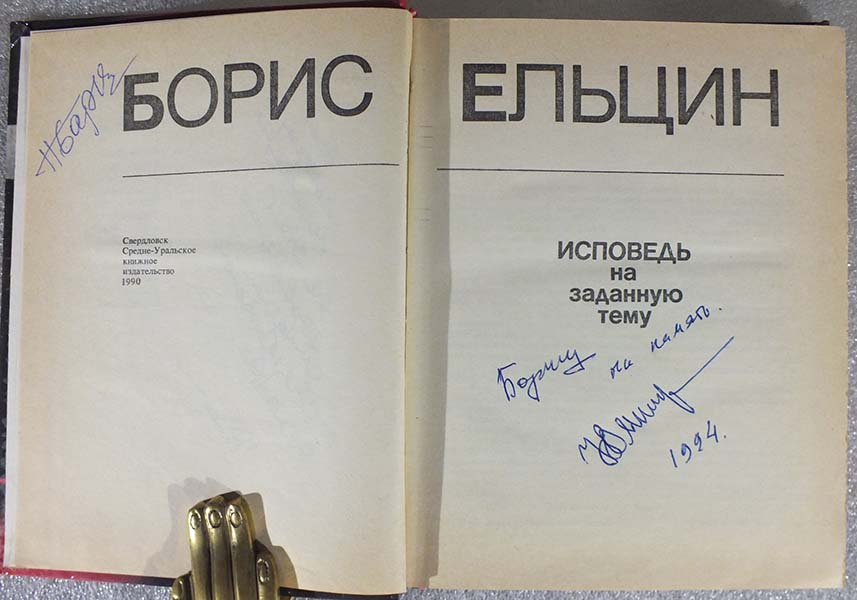 БОРИС
Свердловск
Средне-Уральское
книжное
издательство
1990
ЕЛЬЦИН
ИСПОВЕДЬ
на
заданную
тему
Борису на память.
1994.